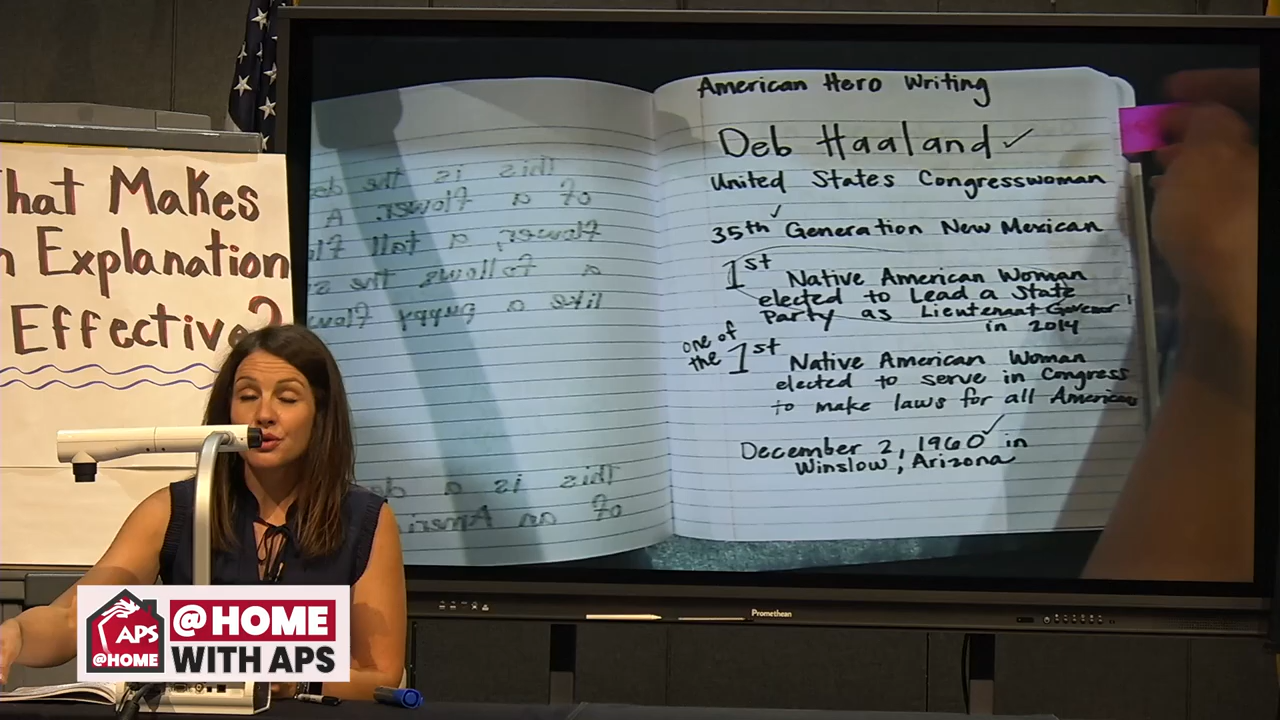 hat Makes
n Explanation
Effective?
American Hero Writing
Deb Haaland ✓
United States Congresswoman
35th ✓ Generation New Mexican
1st Native American Woman
elected to Lead a State
Party as Lieutenant Governor
in 2014
one of
the 1st Native American Woman
elected to serve in Congress
to make laws for all Americans
December 2, 1960 ✓ in
Winslow, Arizona
Promethean
APS
@HOME
@HOME
WITH APS